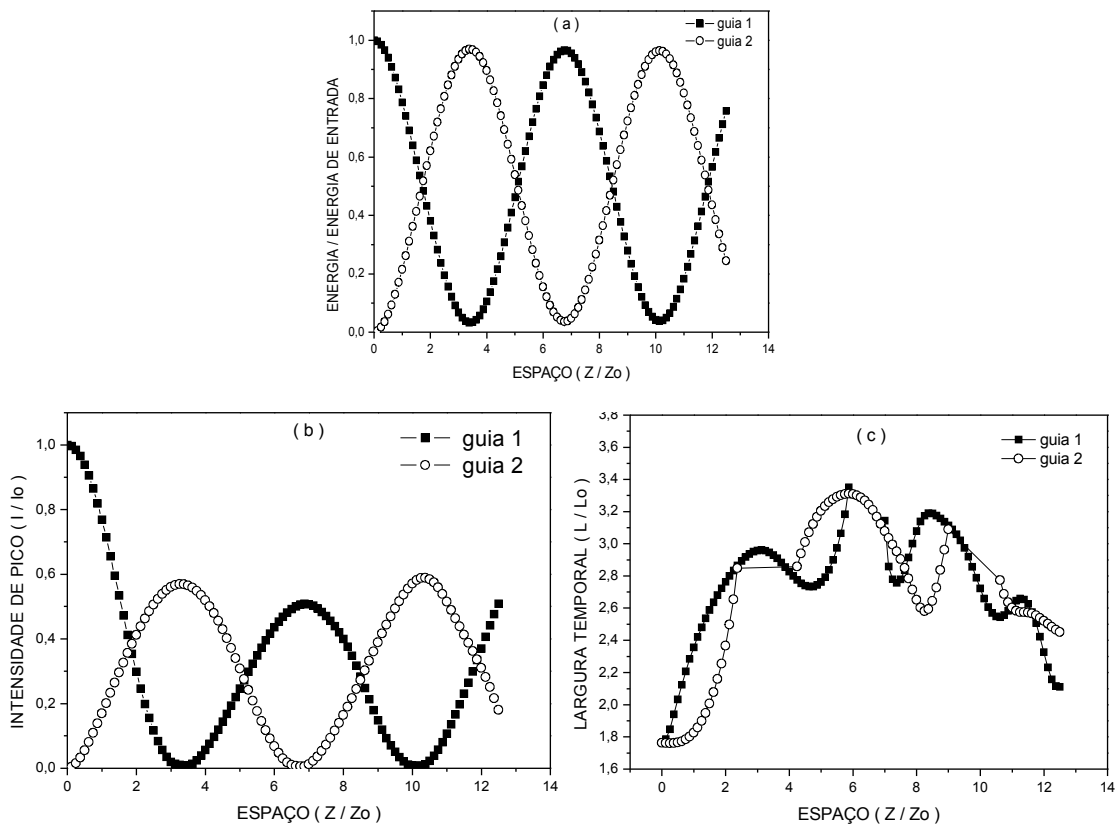 ( a )
guia 1
guia 2
1,0
0,8
0,6
0,4
0,2
0,0
ENERGIA / ENERGIA DE ENTRADA
0 2 4 6 8 10 12 14
ESPAÇO ( Z / Zo )
( b )
guia 1
guia 2
1,0
0,8
0,6
0,4
0,2
0,0
INTENSIDADE DE PICO ( I / Io )
0 2 4 6 8 10 12 14
ESPAÇO ( Z / Zo )
( c )
guia 1
guia 2
3,8
3,6
3,4
3,2
3,0
2,8
2,6
2,4
2,2
2,0
1,8
1,6
LARGURA TEMPORAL ( L / Lo )
0 2 4 6 8 10 12 14
ESPAÇO ( Z / Zo )